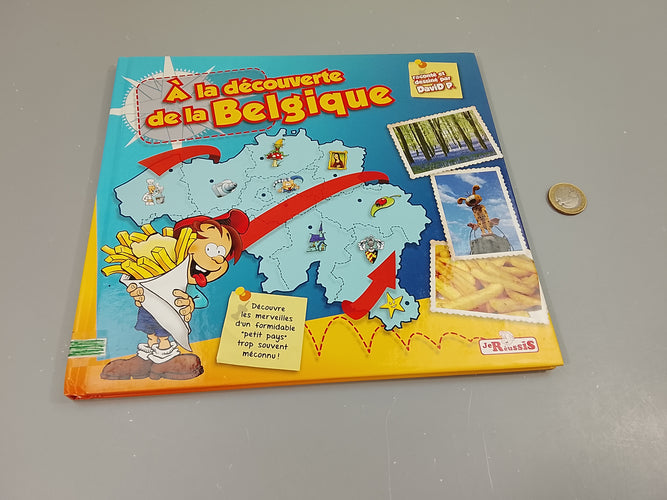 À la découverte
de la Belgique
raconté et
dessiné par
DaviD P.
Découvre
les merveilles
d'un formidable
"petit pays"
trop souvent
méconnu !
Je RéussiS